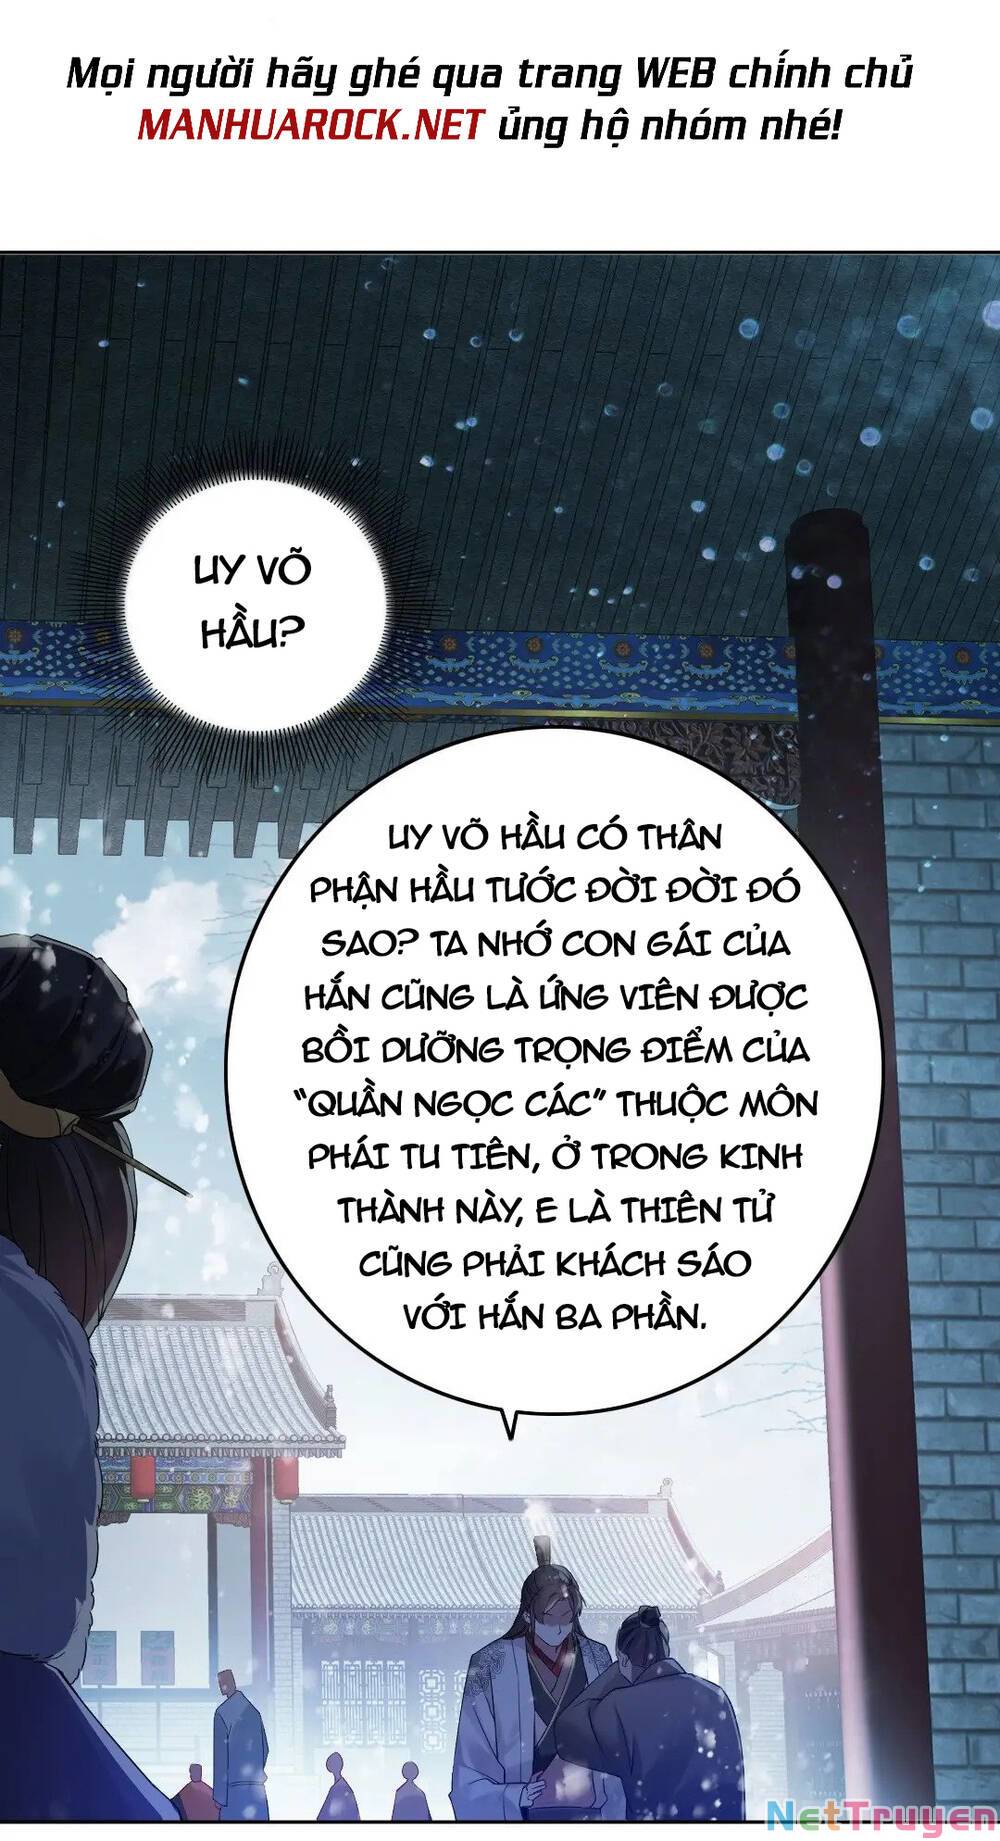 Mọi người hãy ghé qua trang WEB chính chủ
MANHUAROCK.NET ủng hộ nhóm nhé!
UY VÕ
HẦU?
UY VÕ HẦU CÓ THÂN
PHẬN HẦU TƯỚC ĐỜI ĐỜI ĐÓ
SAO? TA NHỚ CON GÁI CỦA
HẮN CŨNG LÀ ỨNG VIÊN ĐƯỢC
BỒI DƯỠNG TRỌNG ĐIỂM CỦA
“QUẦN NGỌC CÁC” THUỘC MÔN
PHÁI TU TIÊN, Ở TRONG KINH
THÀNH NÀY, E LÀ THIÊN TỬ
CŨNG PHẢI KHÁCH SÁO
VỚI HẮN BA PHẦN.
NetTruyen